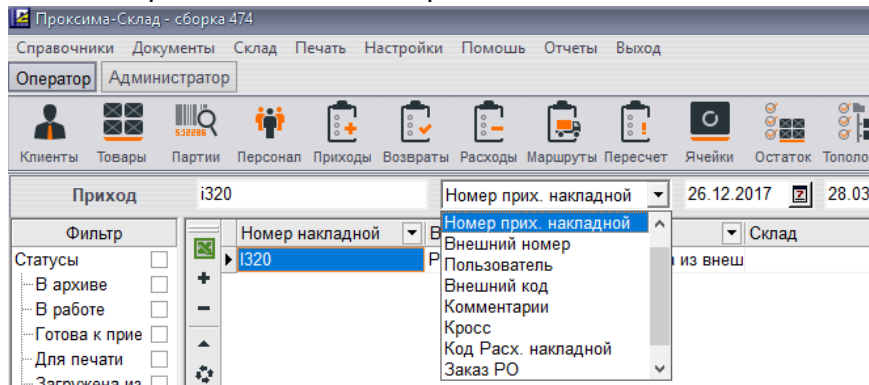 Проксима-Склад - сборка 474
Справочники Документы Склад Печать Настройки Помощь Отчеты Выход
Оператор Администратор
Клиенты Товары Партии Персонал Приходы Возвраты Расходы Маршруты Пересчет Ячейки Остаток Тополо
Приход i320 Номер прих. накладной 26.12.2017 28.03
Фильтр Номер накладной В Склад
Статусы I320 Р а из внеш
В архиве
В работе
Готова к прие
Для печати
Загружена из
Номер прих. накладной
Внешний номер
Пользователь
Внешний код
Комментарии
Кросс
Код Расх. накладной
Заказ РО